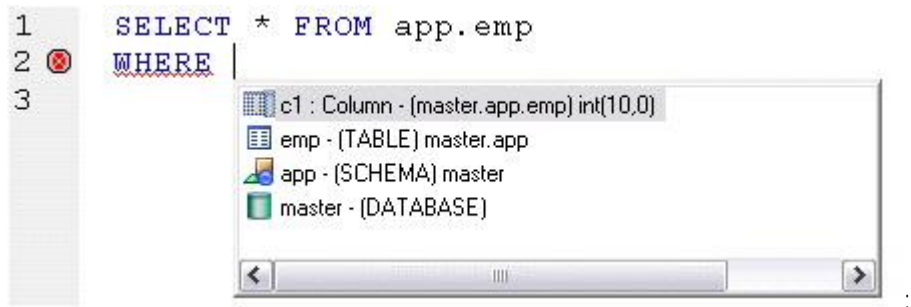 1 SELECT * FROM app.emp
2 WHERE
3
c1 : Column - (master.app.emp) int(10,0)
emp - (TABLE) master.app
app - (SCHEMA) master
master - (DATABASE)